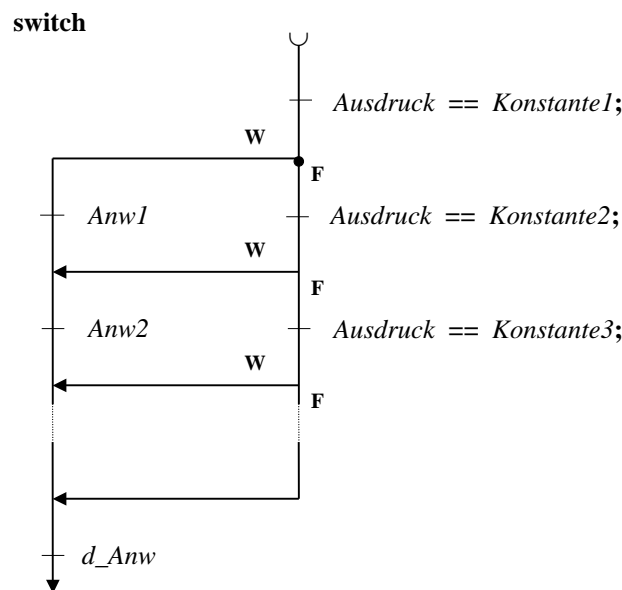 switch
Ausdruck == Konstante1;
W
F
Anw1
Ausdruck == Konstante2;
W
F
Anw2
Ausdruck == Konstante3;
W
F
d_Anw